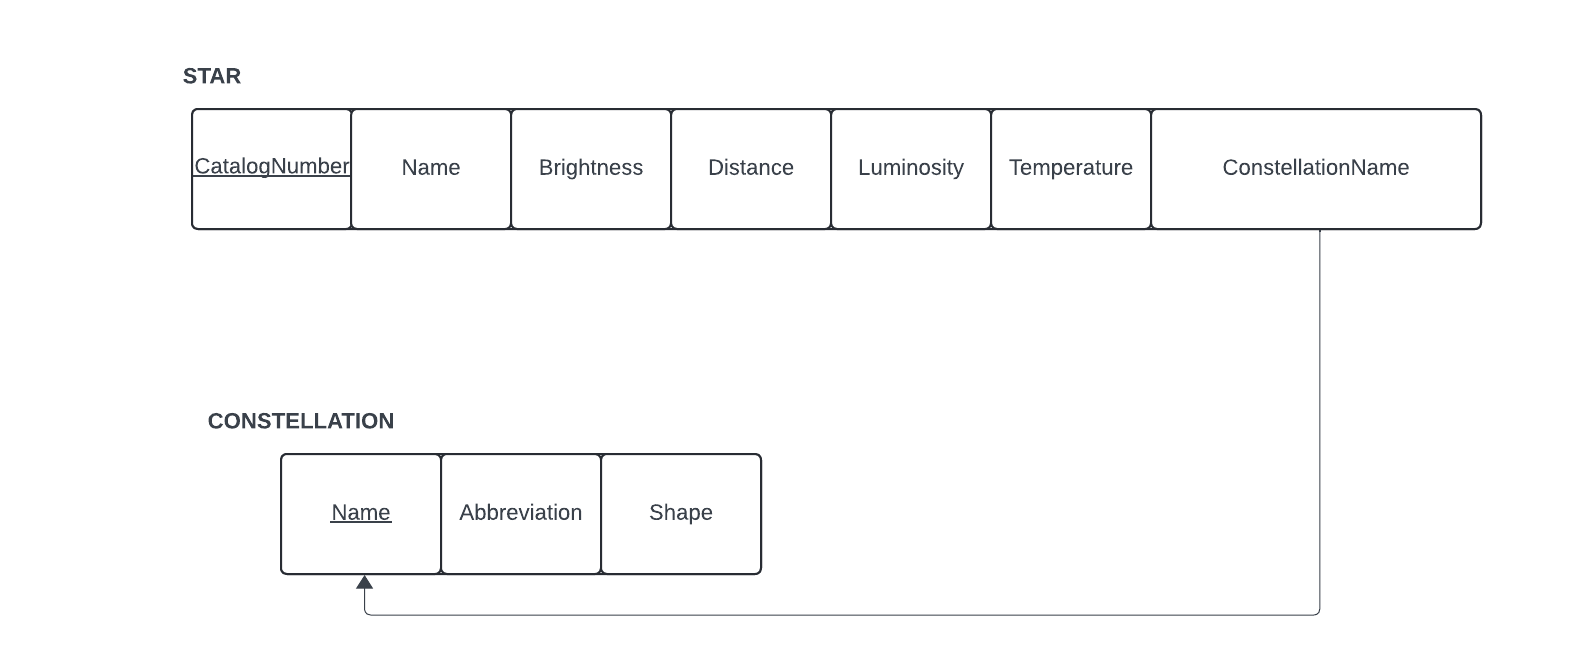 STAR
CatalogNumber Name Brightness Distance Luminosity Temperature ConstellationName
CONSTELLATION
Name Abbreviation Shape